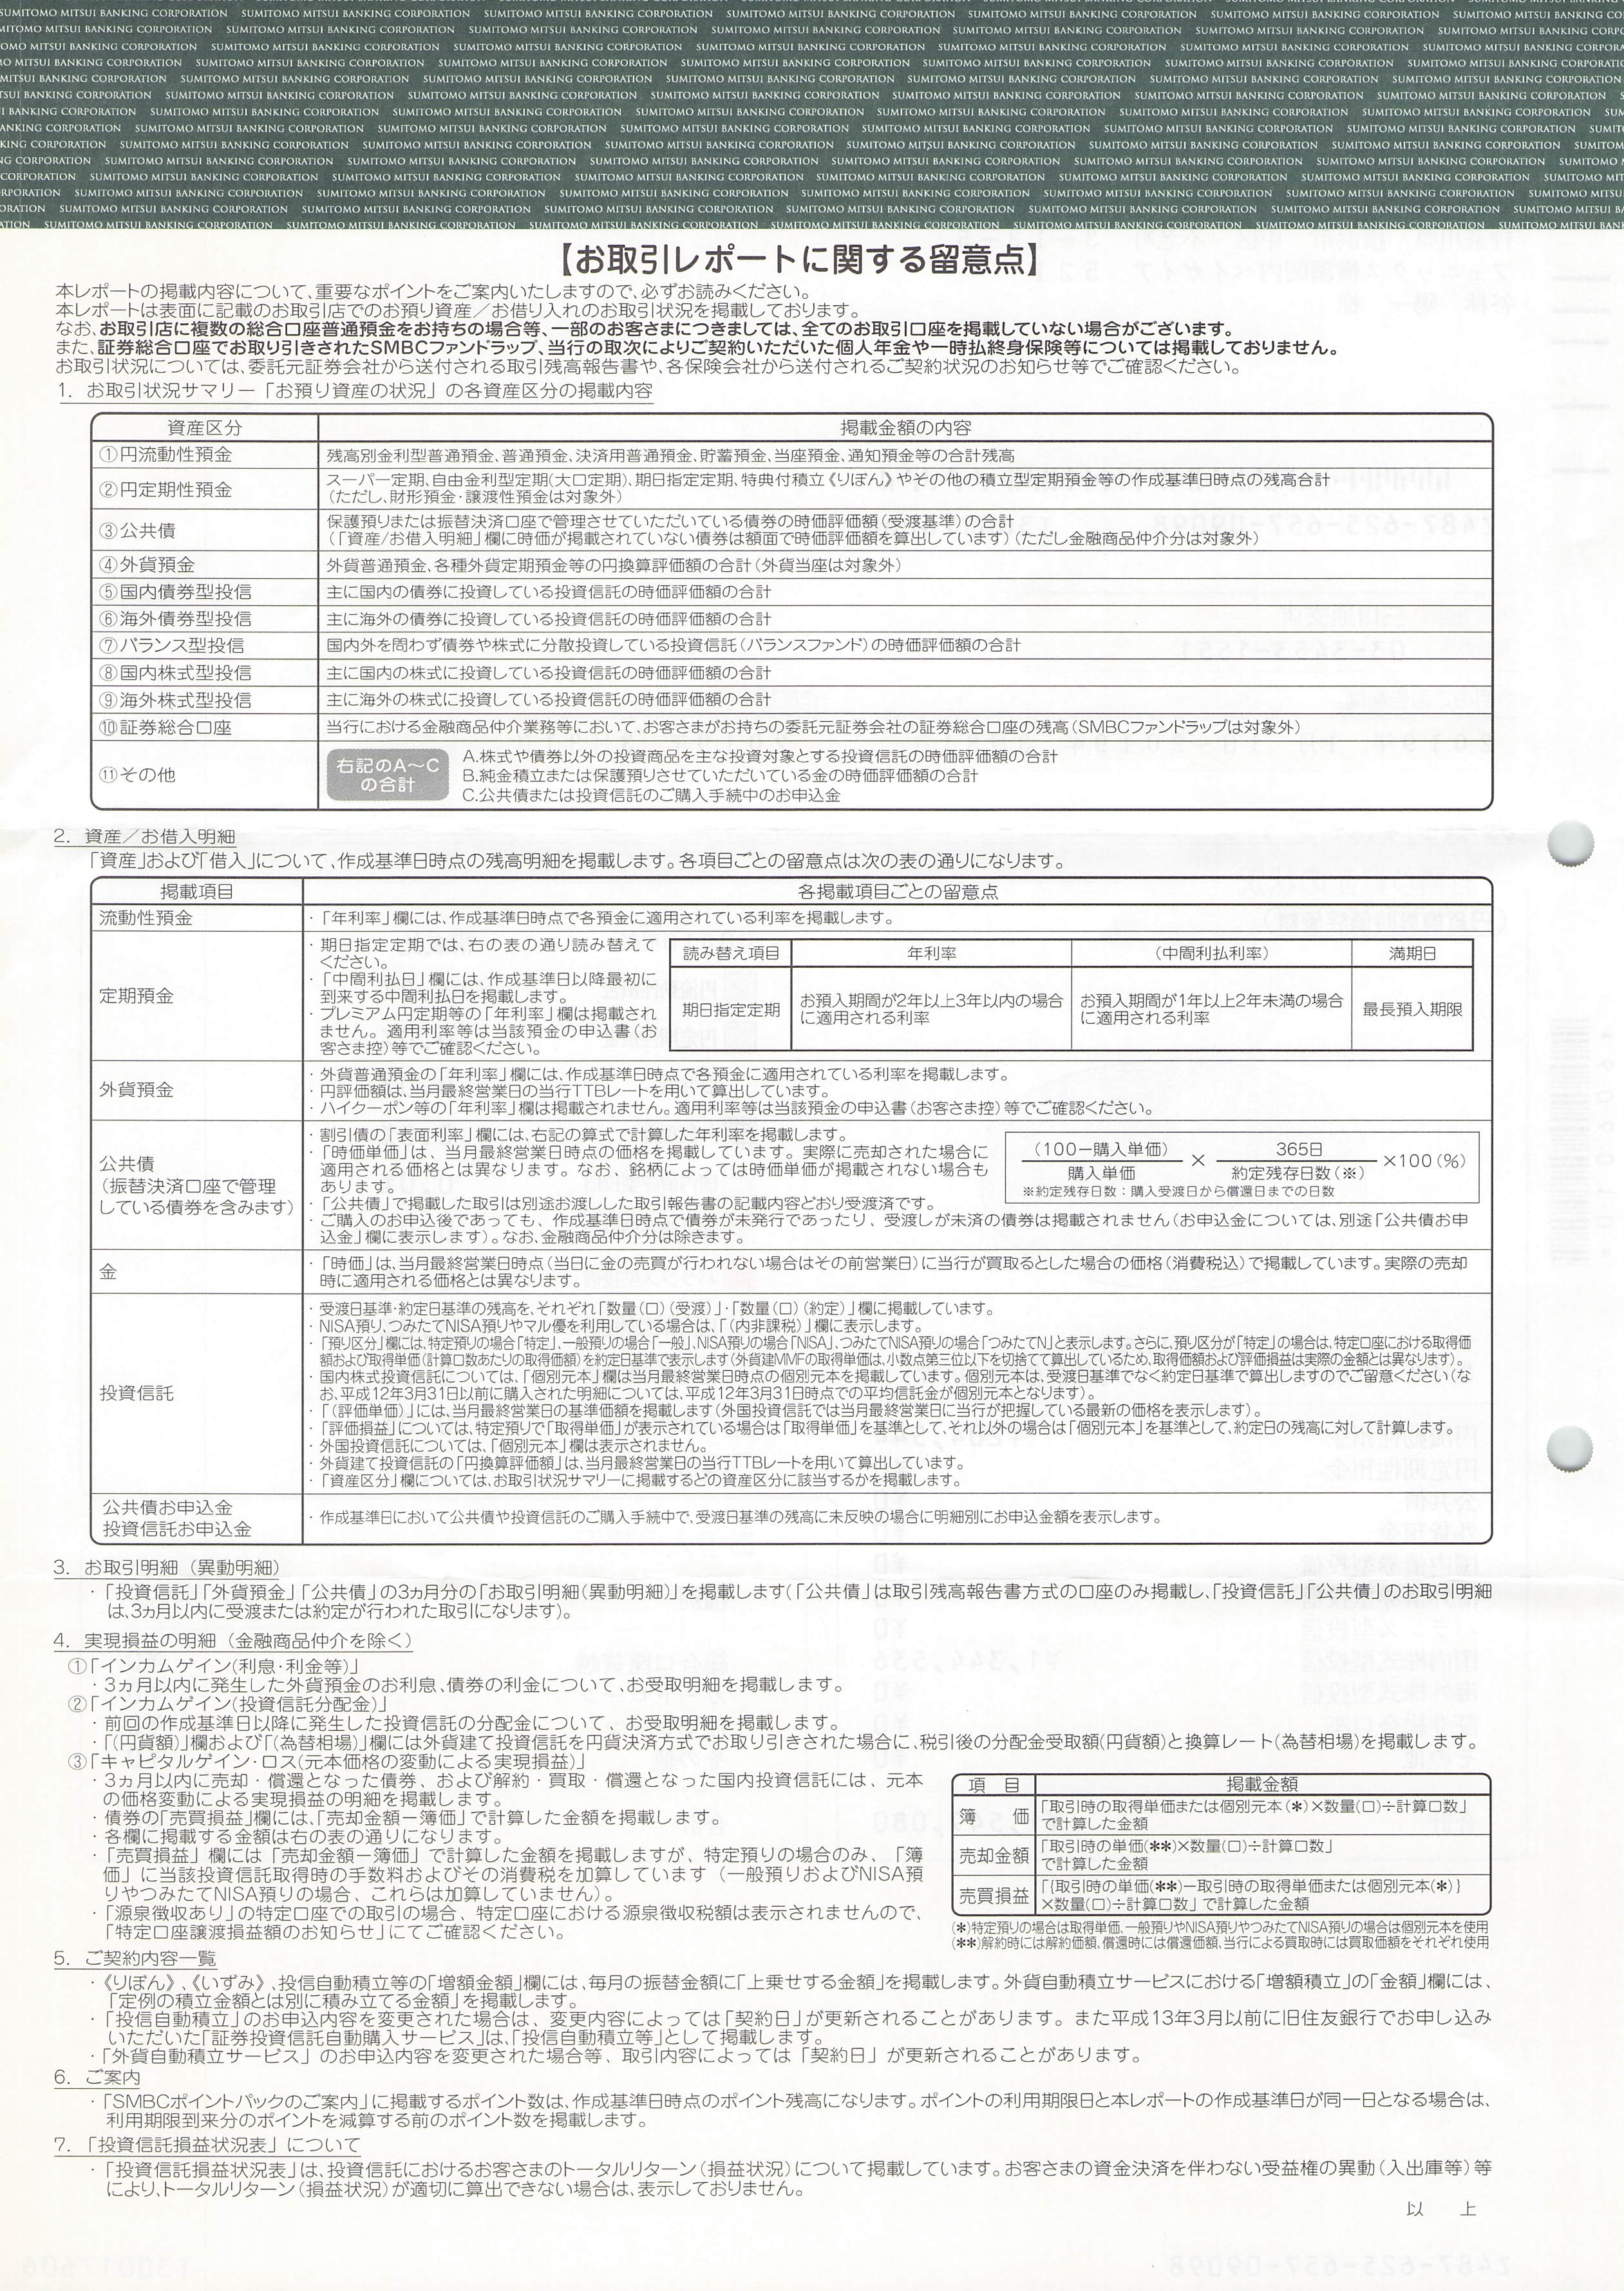 SUMITOMO MITSUI BANKING CORPORATION
【お取引レポートに関する留意点】
本レポートの掲載内容について、重要なポイントをご案内いたしますので、必ずお読みください。
本レポートは表面に記載のお取引店でのお預り資産／お借り入れのお取引状況を掲載しております。
なお、お取引店に複数の総合口座普通預金をお持ちの場合等、一部のお客さまにつきましては、全てのお取引口座を掲載していない場合がございます。
また、証券総合口座でお取り引きされたSMBCファンドラップ、当行の取次によりご契約いただいた個人年金や一時払終身保険等については掲載しておりません。
お取引状況については、委託元証券会社から送付される取引残高報告書や、各保険会社から送付されるご契約状況のお知らせ等でご確認ください。
1. お取引状況サマリー「お預り資産の状況」の各資産区分の掲載内容
資産区分 掲載金額の内容
①円流動性預金 残高別金利型普通預金、普通預金、決済用普通預金、貯蓄預金、当座預金、通知預金等の合計残高
②円定期性預金 スーパー定期、自由金利型定期(大口定期)、期日指定定期、特典付積立《りぼん》やその他の積立型定期預金等の作成基準日時点の残高合計
(ただし、財形預金・譲渡性預金は対象外)
③公共債 保護預りまたは振替決済口座で管理させていただいている債券の時価評価額(受渡基準)の合計
(「資産/お借入明細」欄に時価が掲載されていない債券は額面で時価評価額を算出しています)(ただし金融商品仲介分は対象外)
④外貨預金 外貨普通預金、各種外貨定期預金等の円換算評価額の合計(外貨当座は対象外)
⑤国内債券型投信 主に国内の債券に投資している投資信託の時価評価額の合計
⑥海外債券型投信 主に海外の債券に投資している投資信託の時価評価額の合計
⑦バランス型投信 国内外を問わず債券や株式に分散投資している投資信託(バランスファンド)の時価評価額の合計
⑧国内株式型投信 主に国内の株式に投資している投資信託の時価評価額の合計
⑨海外株式型投信 主に海外の株式に投資している投資信託の時価評価額の合計
⑩証券総合口座 当行における金融商品仲介業務等において、お客さまがお持ちの委託元証券会社の証券総合口座の残高(SMBCファンドラップは対象外)
⑪その他 右記のA～Cの合計
A.株式や債券以外の投資商品を主な投資対象とする投資信託の時価評価額の合計
B.純金積立または保護預りさせていただいている金の時価評価額の合計
C.公共債または投資信託のご購入手続中のお申込金
2. 資産／お借入明細
「資産」および「借入」について、作成基準日時点の残高明細を掲載します。各項目ごとの留意点は次の表の通りになります。
掲載項目 各掲載項目ごとの留意点
流動性預金 ・「年利率」欄には、作成基準日時点で各預金に適用されている利率を掲載します。
定期預金
・期日指定定期では、右の表の通り読み替えて
ください。
・「中間利払日」欄には、作成基準日以降最初に
到来する中間利払日を掲載します。
・プレミアム円定期等の「年利率」欄は掲載され
ません。適用利率等は当該預金の申込書(お
客さま控)等でご確認ください。
読み替え項目 年利率 (中間利払利率) 満期日
期日指定定期 お預入期間が2年以上3年以内の場合に適用される利率 お預入期間が1年以上2年未満の場合に適用される利率 最長預入期限
外貨預金
・外貨普通預金の「年利率」欄には、作成基準日時点で各預金に適用されている利率を掲載します。
・円評価額は、当月最終営業日の当行TTBレートを用いて算出しています。
・ハイクーポン等の「年利率」欄は掲載されません。適用利率等は当該預金の申込書(お客さま控)等でご確認ください。
公共債
(振替決済口座で管理
している債券を含みます)
・割引債の「表面利率」欄には、右記の算式で計算した年利率を掲載します。
・「時価単価」は、当月最終営業日時点の価格を掲載しています。実際に売却された場合に
適用される価格とは異なります。なお、銘柄によっては時価単価が掲載されない場合も
あります。
・「公共債」で掲載した取引は別途お渡しした取引報告書の記載内容どおり受渡済です。
・ご購入のお申込後であっても、作成基準日時点で債券が未発行であったり、受渡しが未済の債券は掲載されません(お申込金については、別途「公共債お申
込金」欄に表示します)。なお、金融商品仲介分は除きます。
(100－購入単価) 365日
× ×100(%)
購入単価 約定残存日数(※)
※約定残存日数:購入受渡日から償還日までの日数
金
・「時価」は、当月最終営業日時点(当日に金の売買が行われない場合はその前営業日)に当行が買取るとした場合の価格(消費税込)で掲載しています。実際の売却
時に適用される価格とは異なります。
投資信託
・受渡日基準・約定日基準の残高を、それぞれ「数量(口)(受渡)」・「数量(口)(約定)」欄に掲載しています。
・NISA預り、つみたてNISA預りやマル優を利用している場合は、「(内非課税)」欄に表示します。
・「預り区分」欄には、特定預りの場合「特定」、一般預りの場合「一般」、NISA預りの場合「NISA」、つみたてNISA預りの場合「つみたてN」と表示します。さらに、預り区分が「特定」の場合は、特定口座における取得価
額および取得単価(計算口数あたりの取得価額)を約定日基準で表示します(外貨建MMFの取得単価は、小数点第三位以下を切捨てて算出しているため、取得価額および評価損益は実際の金額とは異なります)。
・国内株式投資信託については、「個別元本」欄は当月最終営業日時点の個別元本を掲載しています。個別元本は、受渡日基準でなく約定日基準で算出しますのでご留意ください(な
お、平成12年3月31日以前に購入された明細については、平成12年3月31日時点での平均信託金が個別元本となります)。
・「(評価単価)」には、当月最終営業日の基準価額を掲載します(外国投資信託では当月最終営業日に当行が把握している最新の価格を表示します)。
・「評価損益」については、特定預りで「取得単価」が表示されている場合は「取得単価」を基準として、それ以外の場合は「個別元本」を基準として、約定日の残高に対して計算します。
・外国投資信託については、「個別元本」欄は表示されません。
・外貨建て投資信託の「円換算評価額」は、当月最終営業日の当行TTBレートを用いて算出しています。
・「資産区分」欄については、お取引状況サマリーに掲載するどの資産区分に該当するかを掲載します。
公共債お申込金
投資信託お申込金
・作成基準日において公共債や投資信託のご購入手続中で、受渡日基準の残高に未反映の場合に明細別にお申込金額を表示します。
3. お取引明細(異動明細)
・「投資信託」「外貨預金」「公共債」の3ヵ月分の「お取引明細(異動明細)」を掲載します(「公共債」は取引残高報告書方式の口座のみ掲載し、「投資信託」「公共債」のお取引明細
は、3ヵ月以内に受渡または約定が行われた取引になります)。
4. 実現損益の明細(金融商品仲介を除く)
①「インカムゲイン(利息・利金等)」
・3ヵ月以内に発生した外貨預金のお利息、債券の利金について、お受取明細を掲載します。
②「インカムゲイン(投資信託分配金)」
・前回の作成基準日以降に発生した投資信託の分配金について、お受取明細を掲載します。
・「(円貨額)」欄および「(為替相場)」欄には外貨建て投資信託を円貨決済方式でお取り引きされた場合に、税引後の分配金受取額(円貨額)と換算レート(為替相場)を掲載します。
③「キャピタルゲイン・ロス(元本価格の変動による実現損益)」
・3ヵ月以内に売却・償還となった債券、および解約・買取・償還となった国内投資信託には、元本
の価格変動による実現損益の明細を掲載します。
・債券の「売買損益」欄には、「売却金額－簿価」で計算した金額を掲載します。
・各欄に掲載する金額は右の表の通りになります。
・「売買損益」欄には「売却金額－簿価」で計算した金額を掲載しますが、特定預りの場合のみ、「簿
価」に当該投資信託取得時の手数料およびその消費税を加算しています(一般預りおよびNISA預
りやつみたてNISA預りの場合、これらは加算していません)。
・「源泉徴収あり」の特定口座での取引の場合、特定口座における源泉徴収税額は表示されませんので、
「特定口座譲渡損益額のお知らせ」にてご確認ください。
項 目 掲載金額
簿 価 「取引時の取得単価または個別元本(*)×数量(口)÷計算口数」
で計算した金額
売却金額 「取引時の単価(**)×数量(口)÷計算口数」
で計算した金額
売買損益 「{取引時の単価(**)－取引時の取得単価または個別元本(*)}
×数量(口)÷計算口数」で計算した金額
(*)特定預りの場合は取得単価、一般預りやNISA預りやつみたてNISA預りの場合は個別元本を使用
(**)解約時には解約価額、償還時には償還価額、当行による買取時には買取価額をそれぞれ使用
5. ご契約内容一覧
・《りぼん》、《いずみ》、投信自動積立等の「増額金額」欄には、毎月の振替金額に「上乗せする金額」を掲載します。外貨自動積立サービスにおける「増額積立」の「金額」欄には、
「定例の積立金額とは別に積み立てる金額」を掲載します。
・「投信自動積立」のお申込内容を変更された場合は、変更内容によっては「契約日」が更新されることがあります。また平成13年3月以前に旧住友銀行でお申し込み
いただいた「証券投資信託自動購入サービス」は、「投信自動積立等」として掲載します。
・「外貨自動積立サービス」のお申込内容を変更された場合等、取引内容によっては「契約日」が更新されることがあります。
6. ご案内
・「SMBCポイントパックのご案内」に掲載するポイント数は、作成基準日時点のポイント残高になります。ポイントの利用期限日と本レポートの作成基準日が同一日となる場合は、
利用期限到来分のポイントを減算する前のポイント数を掲載します。
7. 「投資信託損益状況表」について
・「投資信託損益状況表」は、投資信託におけるお客さまのトータルリターン(損益状況)について掲載しています。お客さまの資金決済を伴わない受益権の異動(入出庫等)等
により、トータルリターン(損益状況)が適切に算出できない場合は、表示しておりません。
以 上